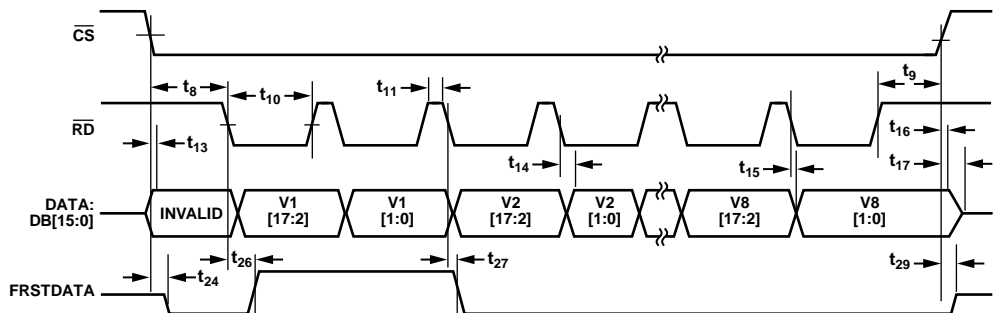 CS
t8
t10
t11
t9
RD
t13
t14
t15
t16
t17
DATA:
DB[15:0]
INVALID
V1
[17:2]
V1
[1:0]
V2
[17:2]
V2
[1:0]
V8
[17:2]
V8
[1:0]
t24
t26
t27
t29
FRSTDATA